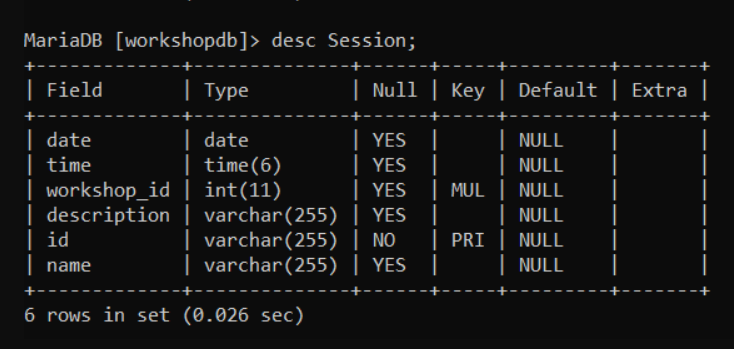 MariaDB [workshopdb]> desc Session;
+-------------+--------------+------+-----+---------+-------+
| Field       | Type         | Null | Key | Default | Extra |
+-------------+--------------+------+-----+---------+-------+
| date        | date         | YES  |     | NULL    |       |
| time        | time(6)      | YES  |     | NULL    |       |
| workshop_id | int(11)      | YES  | MUL | NULL    |       |
| description | varchar(255) | YES  |     | NULL    |       |
| id          | varchar(255) | NO   | PRI | NULL    |       |
| name        | varchar(255) | YES  |     | NULL    |       |
+-------------+--------------+------+-----+---------+-------+
6 rows in set (0.026 sec)